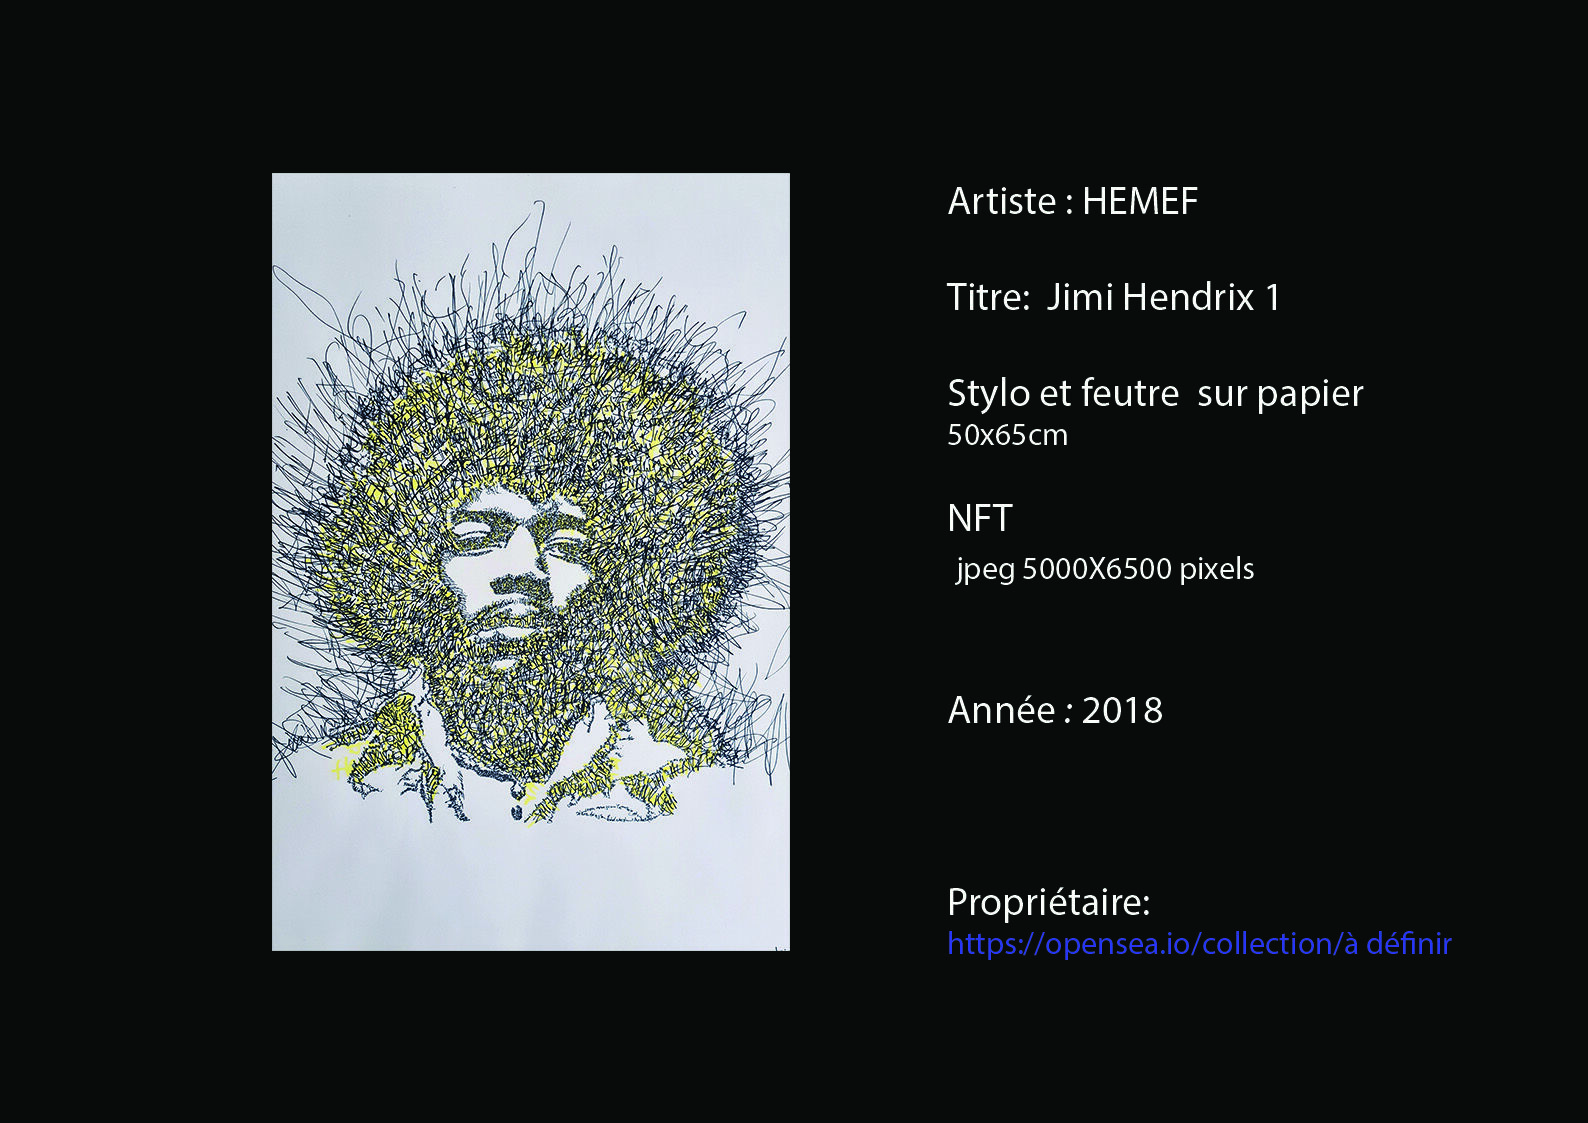 Artiste : HEMEF
Titre: Jimi Hendrix 1
Stylo et feutre sur papier
50x65cm
NFT
jpeg 5000X6500 pixels
Année : 2018
Propriétaire:
https://opensea.io/collection/à définir